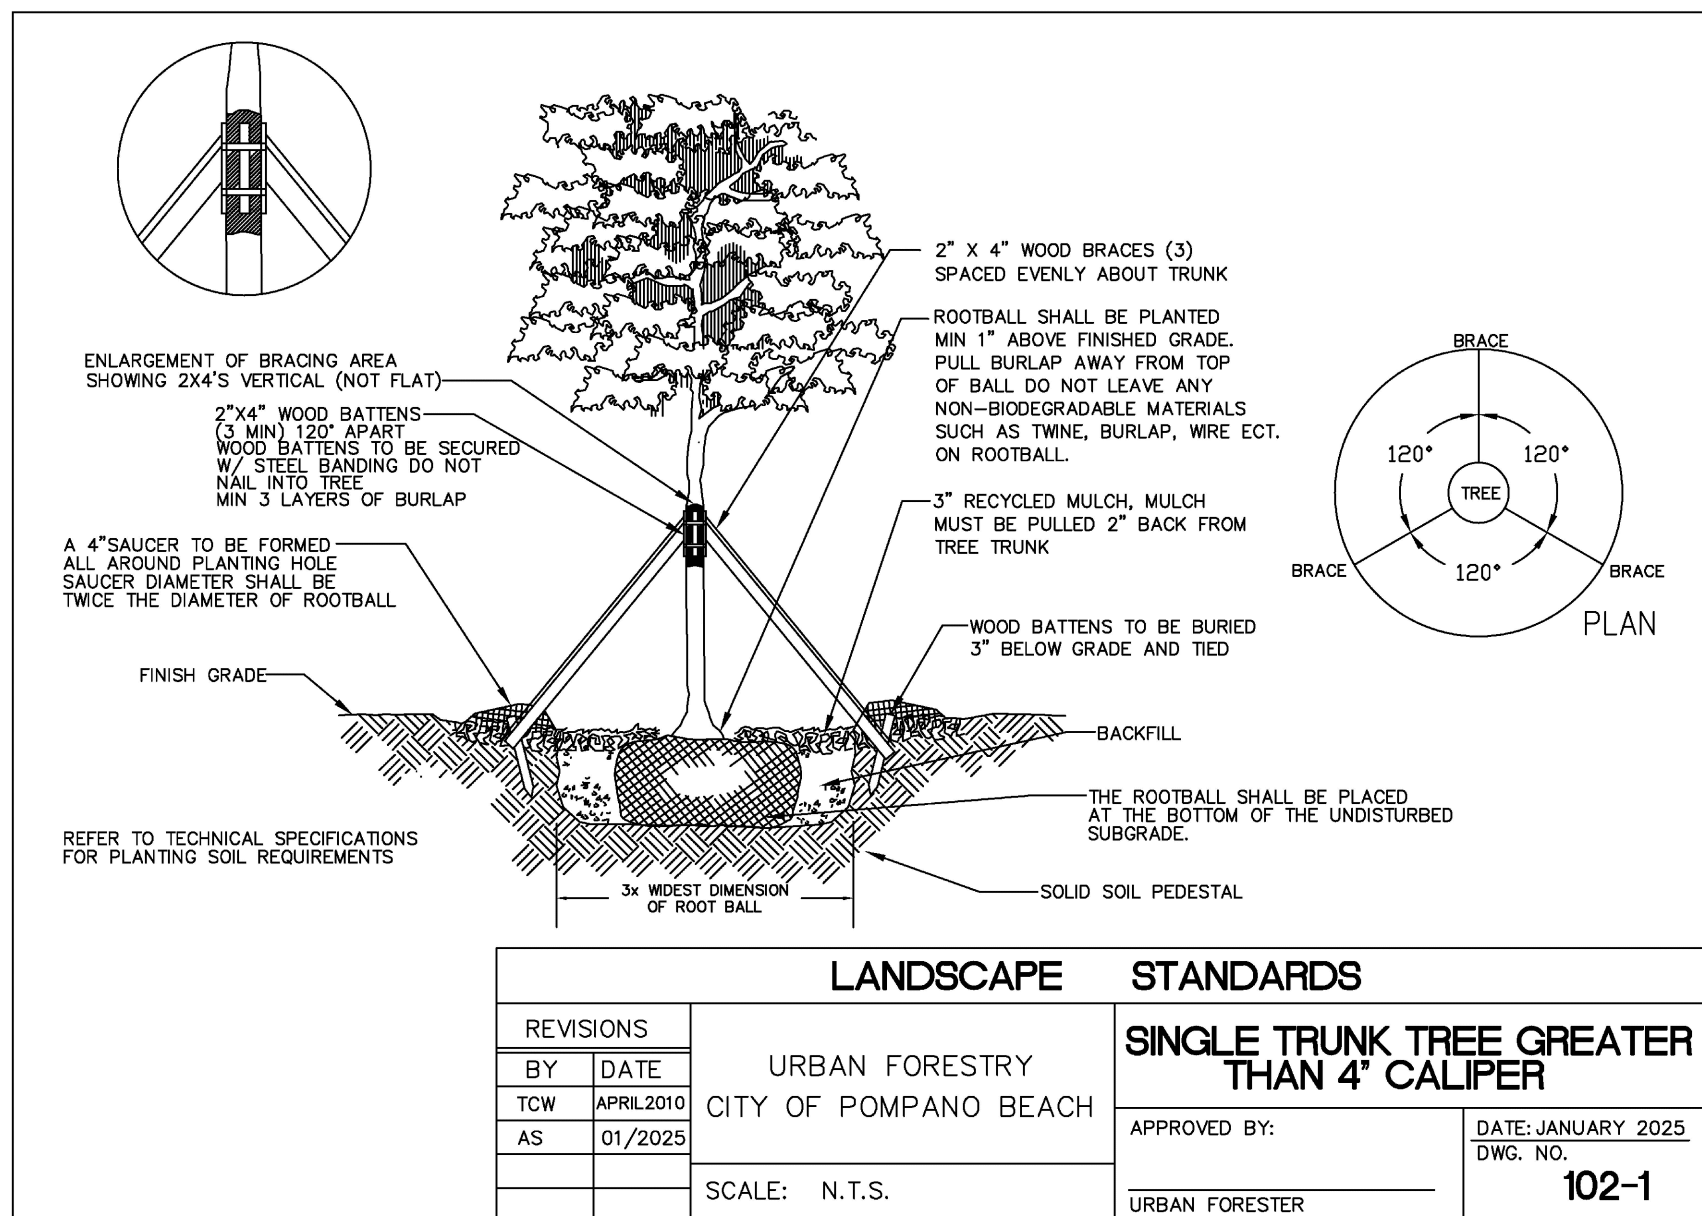 2" X 4" WOOD BRACES (3)
SPACED EVENLY ABOUT TRUNK
ROOTBALL SHALL BE PLANTED
MIN 1" ABOVE FINISHED GRADE.
PULL BURLAP AWAY FROM TOP
OF BALL DO NOT LEAVE ANY
NON-BIODEGRADABLE MATERIALS
SUCH AS TWINE, BURLAP, WIRE ECT.
ON ROOTBALL.
ENLARGEMENT OF BRACING AREA
SHOWING 2X4'S VERTICAL (NOT FLAT)
2"X4" WOOD BATTENS
(3 MIN) 120° APART
WOOD BATTENS TO BE SECURED
W/ STEEL BANDING DO NOT
NAIL INTO TREE
MIN 3 LAYERS OF BURLAP
BRACE
120°
120°
TREE
120°
BRACE
BRACE
PLAN
3" RECYCLED MULCH, MULCH
MUST BE PULLED 2" BACK FROM
TREE TRUNK
A 4"SAUCER TO BE FORMED
ALL AROUND PLANTING HOLE
SAUCER DIAMETER SHALL BE
TWICE THE DIAMETER OF ROOTBALL
WOOD BATTENS TO BE BURIED
3" BELOW GRADE AND TIED
FINISH GRADE
BACKFILL
THE ROOTBALL SHALL BE PLACED
AT THE BOTTOM OF THE UNDISTURBED
SUBGRADE.
REFER TO TECHNICAL SPECIFICATIONS
FOR PLANTING SOIL REQUIREMENTS
SOLID SOIL PEDESTAL
3x WIDEST DIMENSION
OF ROOT BALL
LANDSCAPE STANDARDS
REVISIONS
BY DATE
TCW APRIL2010
AS 01/2025
URBAN FORESTRY
CITY OF POMPANO BEACH
SCALE: N.T.S.
SINGLE TRUNK TREE GREATER
THAN 4" CALIPER
APPROVED BY:
URBAN FORESTER
DATE: JANUARY 2025
DWG. NO.
102-1